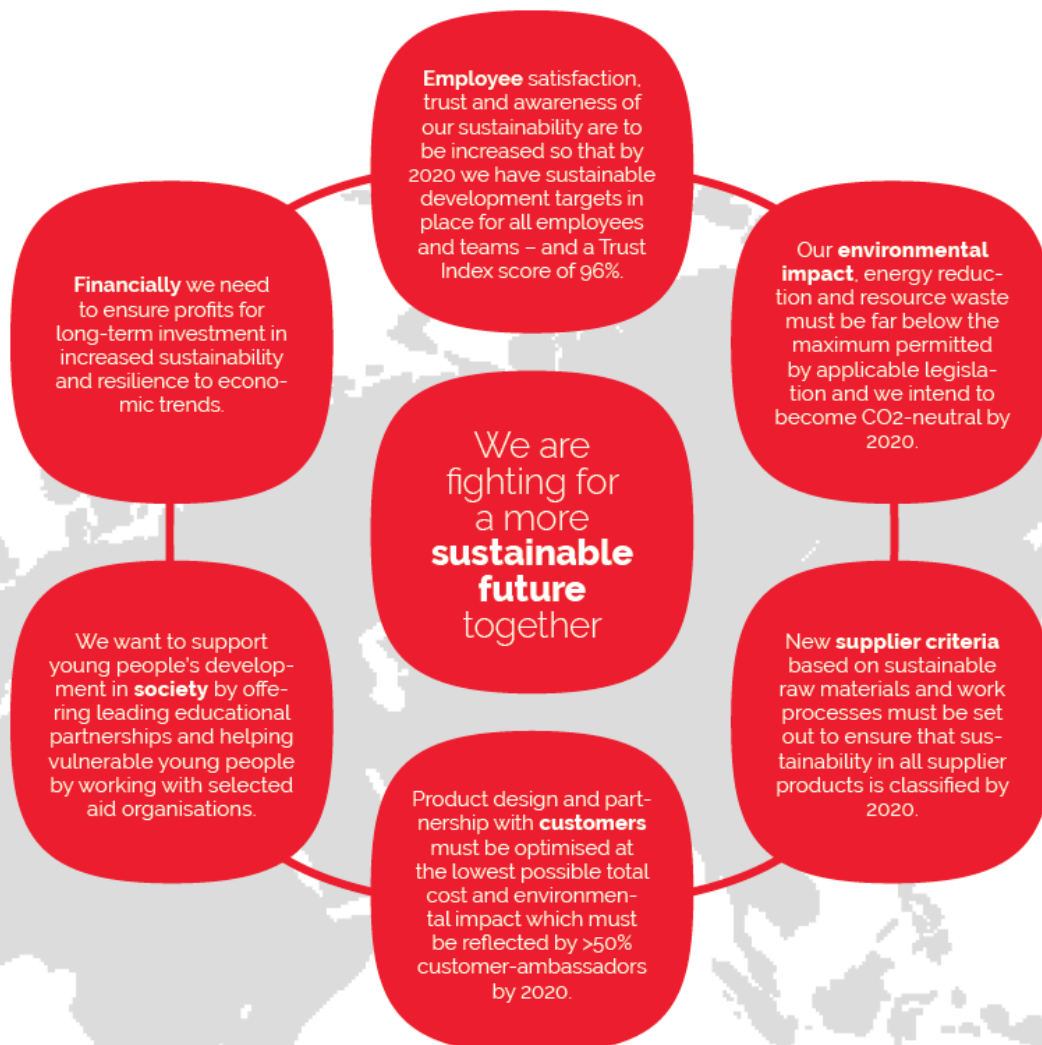 Employee satisfaction,
trust and awareness of
our sustainability are to
be increased so that by
2020 we have sustainable
development targets in
place for all employees
and teams – and a Trust
Index score of 96%.
Our environmental
impact, energy reduc-
tion and resource waste
must be far below the
maximum permitted
by applicable legisla-
tion and we intend to
become CO2-neutral by
2020.
New supplier criteria
based on sustainable
raw materials and work
processes must be set
out to ensure that sus-
tainability in all supplier
products is classified by
2020.
Product design and part-
nership with customers
must be optimised at
the lowest possible total
cost and environmen-
tal impact which must
be reflected by >50%
customer-ambassadors
by 2020.
We want to support
young people's develop-
ment in society by offe-
ring leading educational
partnerships and helping
vulnerable young people
by working with selected
aid organisations.
Financially we need
to ensure profits for
long-term investment in
increased sustainability
and resilience to econo-
mic trends.
We are
fighting for
a more
sustainable
future
together